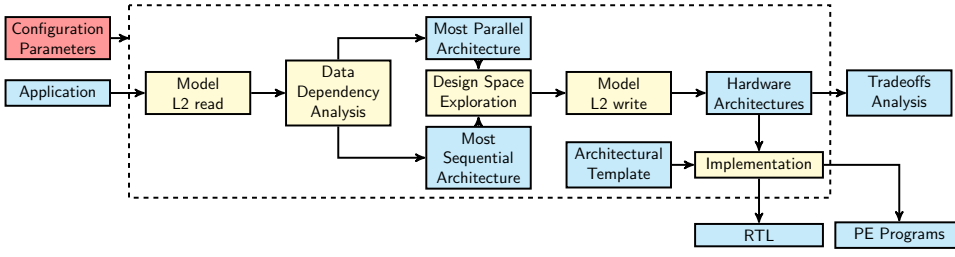 Configuration
Parameters
Application
Model
L2 read
Data
Dependency
Analysis
Most Parallel
Architecture
Design Space
Exploration
Most
Sequential
Architecture
Model
L2 write
Hardware
Architectures
Tradeoffs
Analysis
Architectural
Template
Implementation
RTL
PE Programs